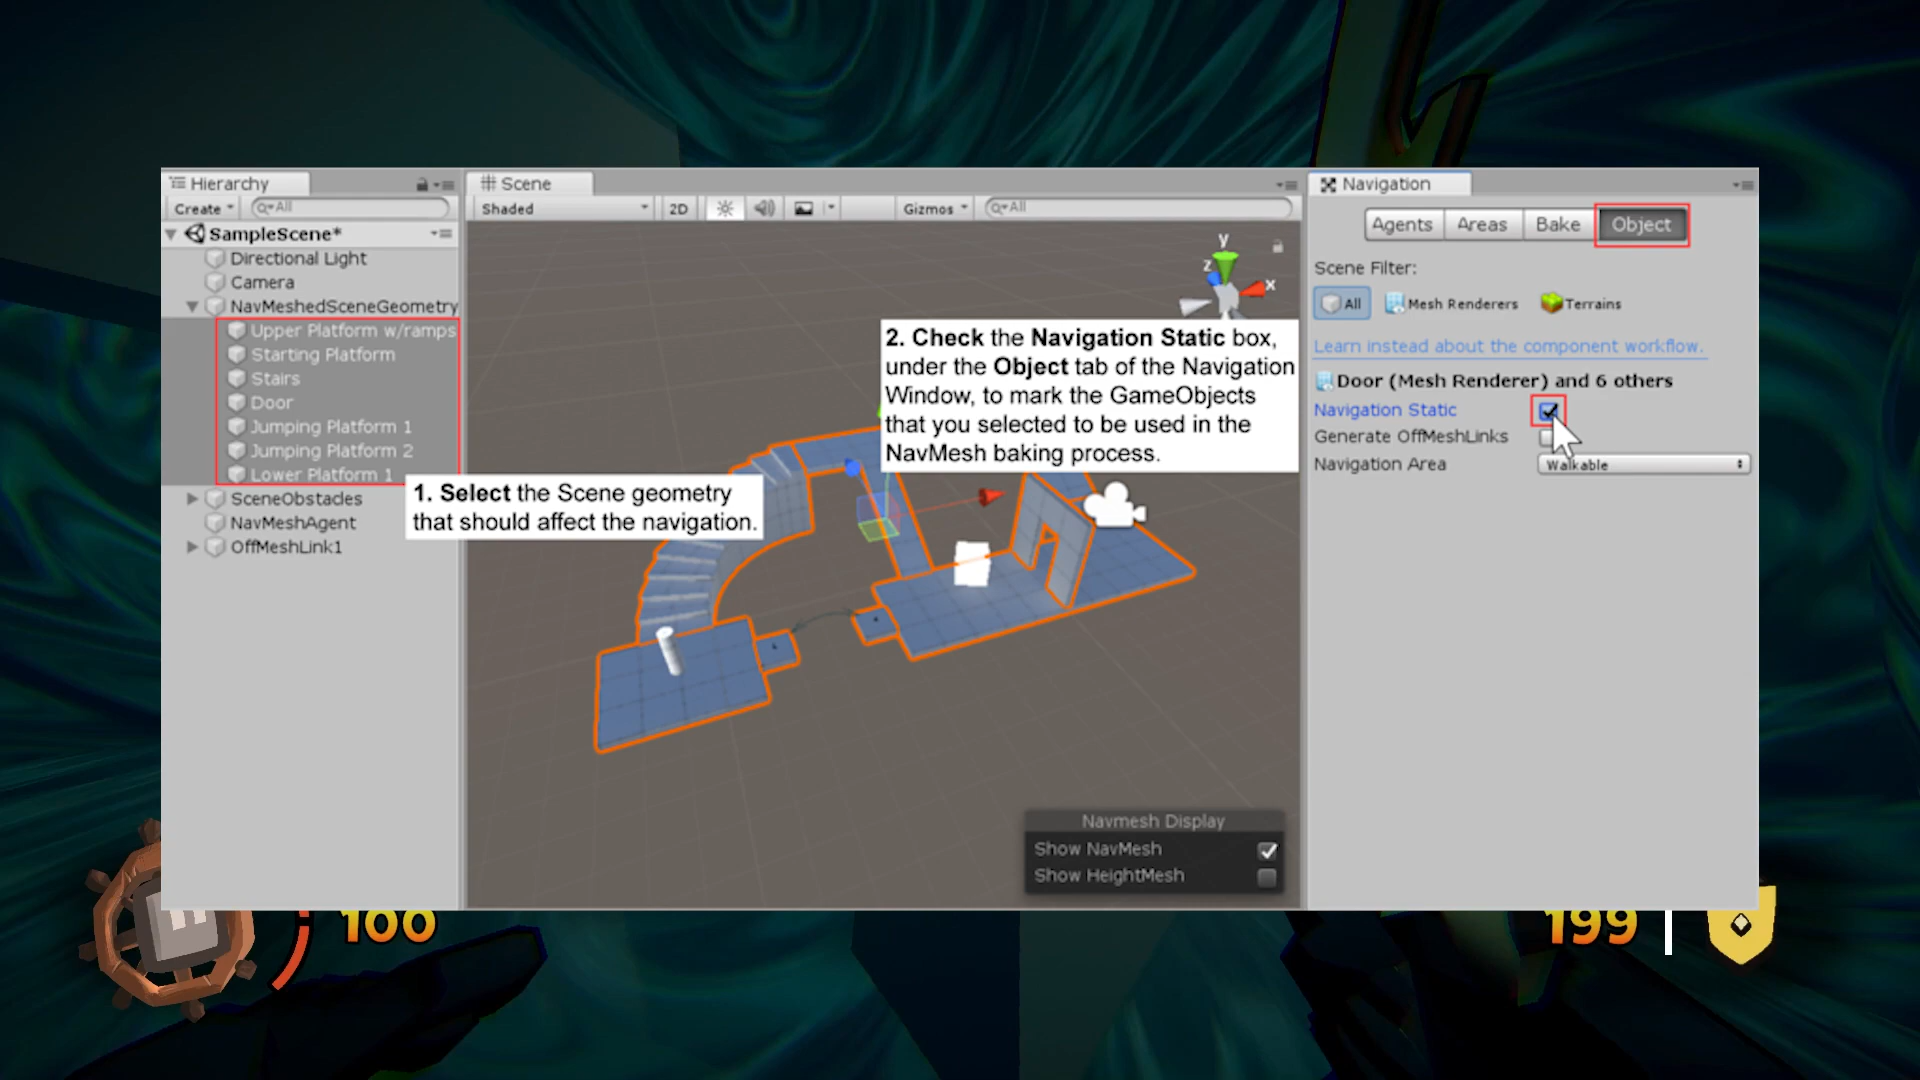 Hierarchy
Create
All
SampleScene*
Directional Light
Camera
NavMeshedSceneGeometry
Upper Platform w/ramps
Starting Platform
Stairs
Door
Jumping Platform 1
Jumping Platform 2
Lower Platform 1
SceneObstacles
NavMeshAgent
OffMeshLink1
Scene
Shaded
2D
Gizmos
All
y
z
x
1. Select the Scene geometry
that should affect the navigation.
2. Check the Navigation Static box,
under the Object tab of the Navigation
Window, to mark the GameObjects
that you selected to be used in the
NavMesh baking process.
Navmesh Display
Show NavMesh
Show HeightMesh
Navigation
Agents Areas Bake Object
Scene Filter:
All Mesh Renderers Terrains
Learn instead about the component workflow.
Door (Mesh Renderer) and 6 others
Navigation Static
Generate OffMeshLinks
Navigation Area Walkable
100
199